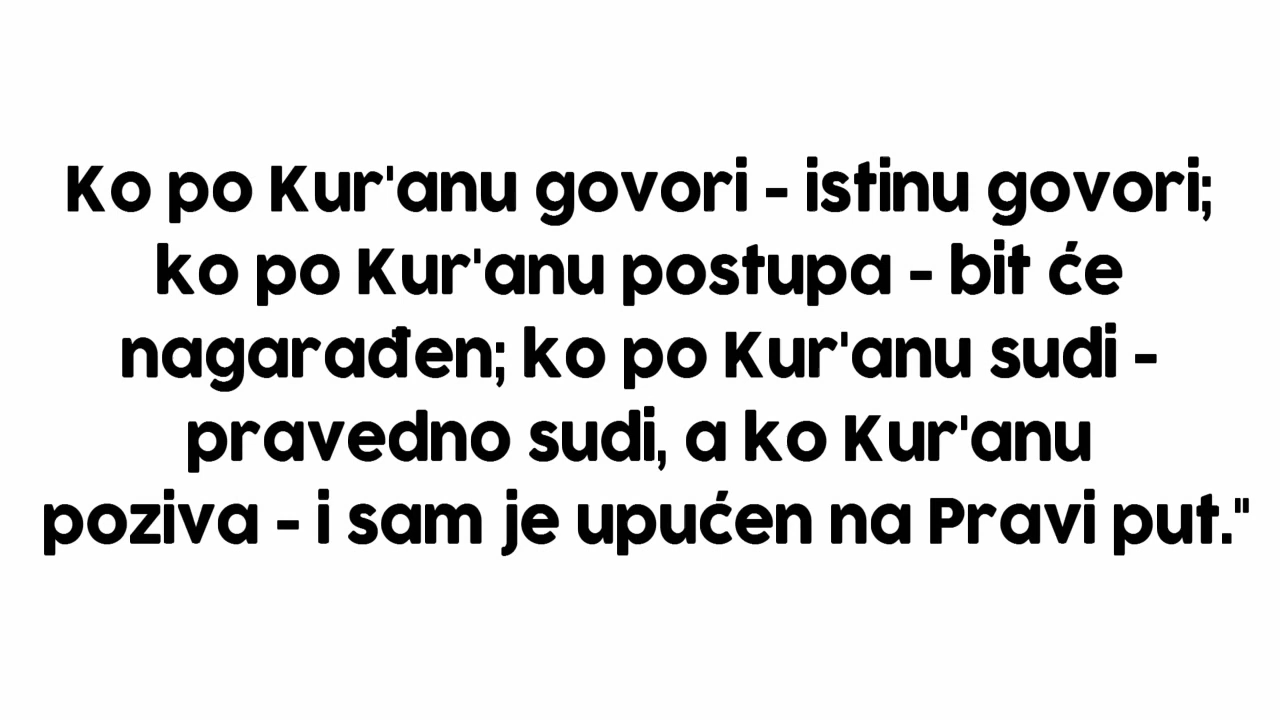 Ko po Kur'anu govori - istinu govori;
ko po Kur'anu postupa - bit će
nagarađen; ko po Kur'anu sudi -
pravedno sudi, a ko Kur'anu
poziva - i sam je upućen na Pravi put."